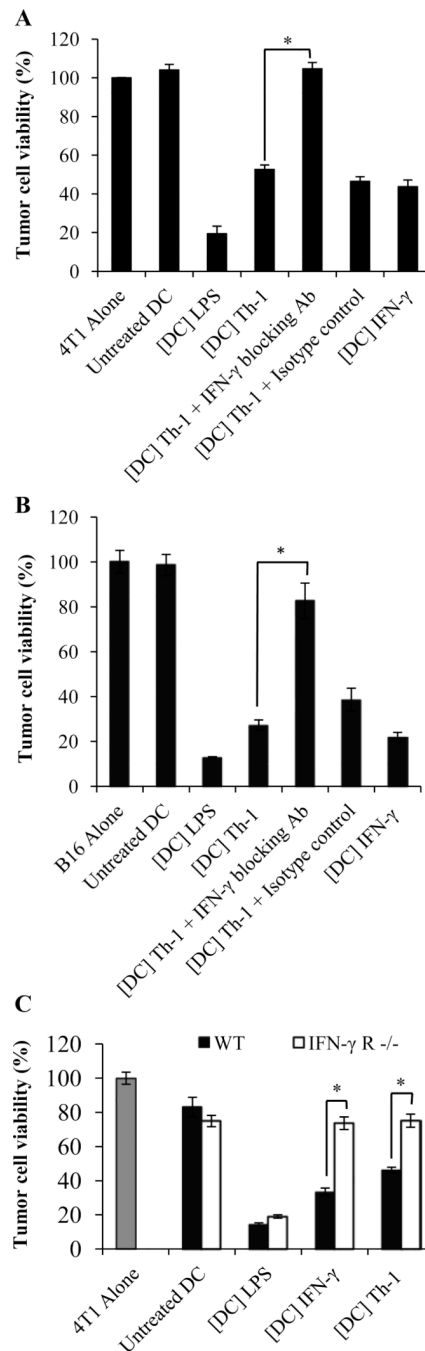 A
Tumor cell viability (%)
120
100
80
60
40
20
0
*
4T1 Alone
Untreated DC
[DC] LPS
[DC] Th-1
[DC] Th-1 + IFN-γ blocking Ab
[DC] Th-1 + Isotype control
[DC] IFN-γ
B
Tumor cell viability (%)
120
100
80
60
40
20
0
*
B16 Alone
Untreated DC
[DC] LPS
[DC] Th-1
[DC] Th-1 + IFN-γ blocking Ab
[DC] Th-1 + Isotype control
[DC] IFN-γ
C
Tumor cell viability (%)
120
100
80
60
40
20
0
WT
IFN-γ R -/-
*
*
4T1 Alone
Untreated DC
[DC] LPS
[DC] IFN-γ
[DC] Th-1